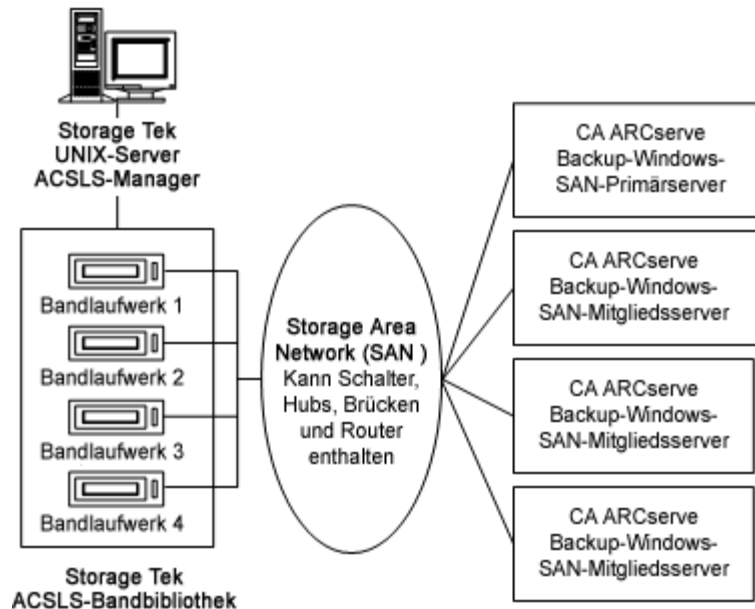 Storage Tek
UNIX-Server
ACSLS-Manager
Bandlaufwerk 1
Bandlaufwerk 2
Bandlaufwerk 3
Bandlaufwerk 4
Storage Tek
ACSLS-Bandbibliothek
Storage Area
Network (SAN )
Kann Schalter,
Hubs, Brücken
und Router
enthalten
CA ARCserve
Backup-Windows-
SAN-Primärserver
CA ARCserve
Backup-Windows-
SAN-Mitgliedsserver
CA ARCserve
Backup-Windows-
SAN-Mitgliedsserver
CA ARCserve
Backup-Windows-
SAN-Mitgliedsserver